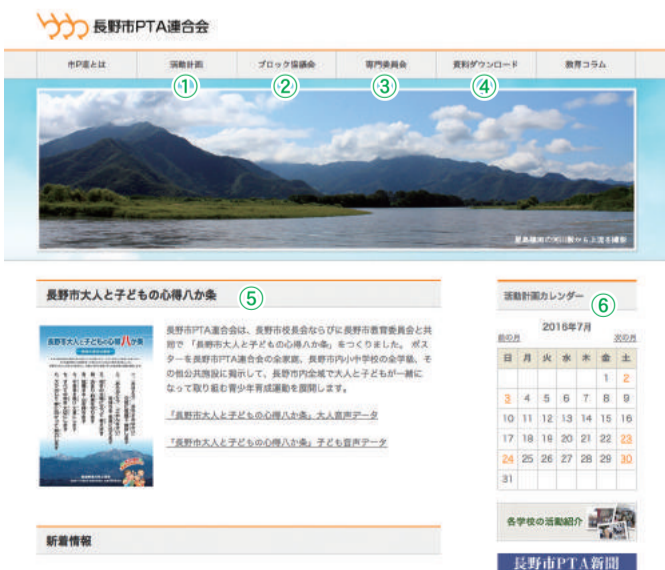 長野市PTA連合会
市P連とは 活動計画 ブロック協議会 専門委員会 資料ダウンロード 教育コラム
① ② ③ ④
長野市大人と子どもの心得八か条 ⑤
長野市PTA連合会は、長野市校長会ならびに長野市教育委員会と共
同で 「長野市大人と子どもの心得八か条」をつくりました。 ポス
ターを長野市PTA連合会の全家庭、長野市内小中学校の全学級、そ
の他公共施設に掲示して、長野市内全域で大人と子どもが一緒に
なって取り組む青少年育成運動を展開します。
「長野市大人と子どもの心得八か条」大人音声データ
「長野市大人と子どもの心得八か条」子ども音声データ
新着情報
活動計画カレンダー ⑥
2016年7月
前の月 次の月
日 月 火 水 木 金 土
1 2
3 4 5 6 7 8 9
10 11 12 13 14 15 16
17 18 19 20 21 22 23
24 25 26 27 28 29 30
31
各学校の活動紹介
長野市PTA新聞